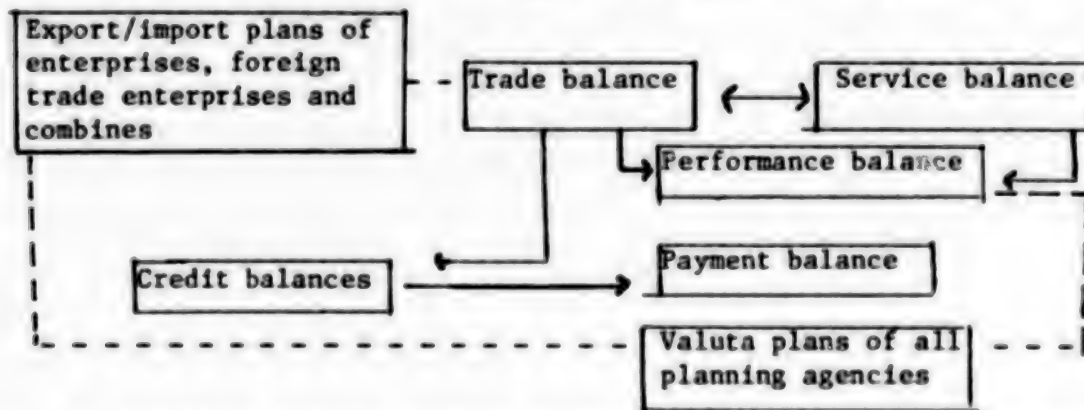 Export/import plans of
enterprises, foreign
trade enterprises and
combines
Trade balance
Service balance
Performance balance
Credit balances
Payment balance
Valuta plans of all
planning agencies